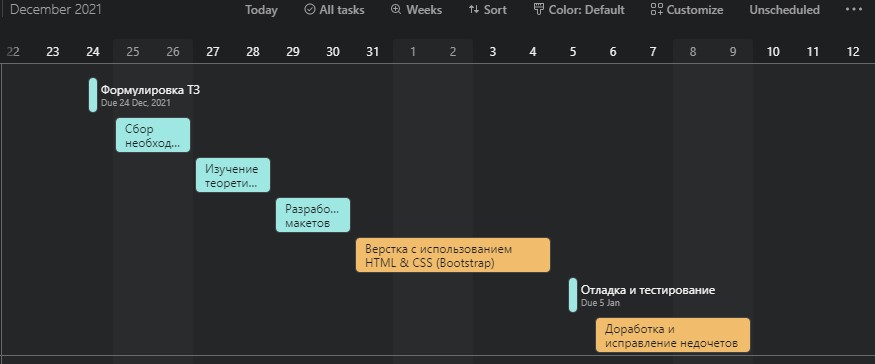 December 2021
Today
All tasks
Weeks
Sort
Color: Default
Customize
Unscheduled
22 23 24 25 26 27 28 29 30 31 1 2 3 4 5 6 7 8 9 10 11 12
Формулировка ТЗ
Due 24 Dec, 2021
Сбор
необход...
Изучение
теорети...
Разрабо...
макетов
Верстка с использованием
HTML & CSS (Bootstrap)
Отладка и тестирование
Due 5 Jan
Доработка и
исправление недочетов